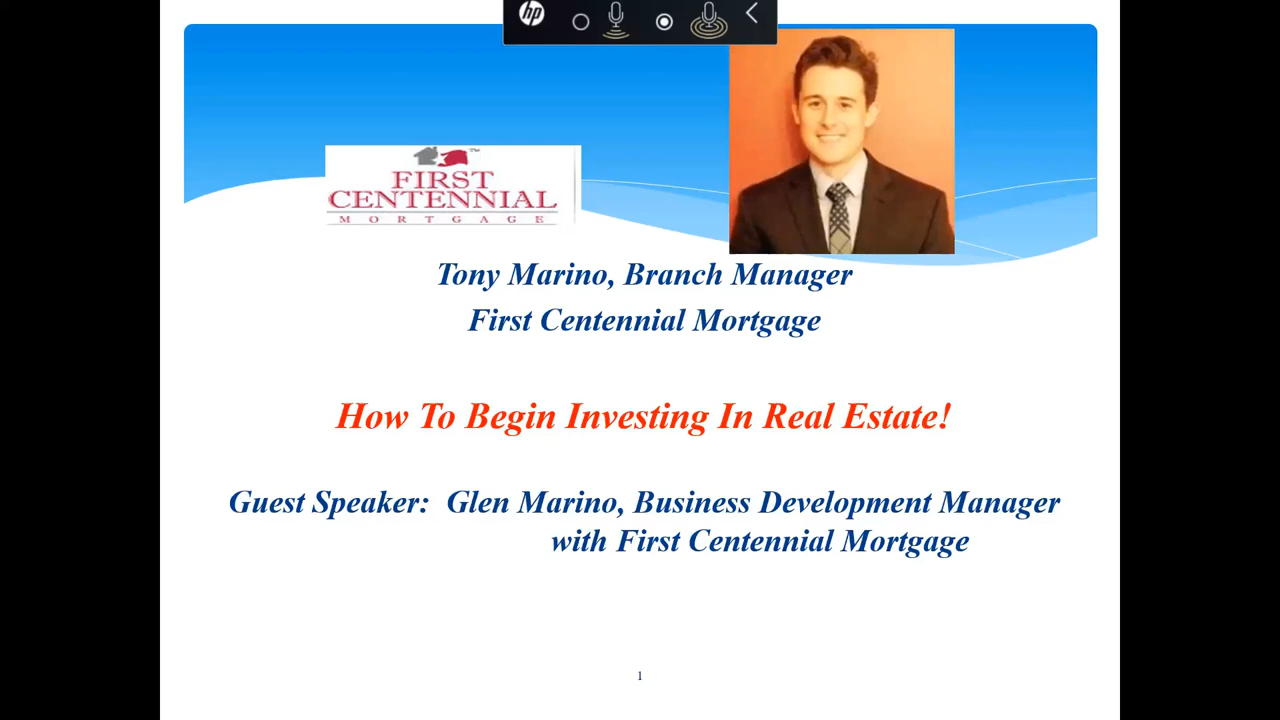 hp
FIRST
CENTENNIAL
MORTGAGE
Tony Marino, Branch Manager
First Centennial Mortgage
How To Begin Investing In Real Estate!
Guest Speaker: Glen Marino, Business Development Manager
with First Centennial Mortgage
1